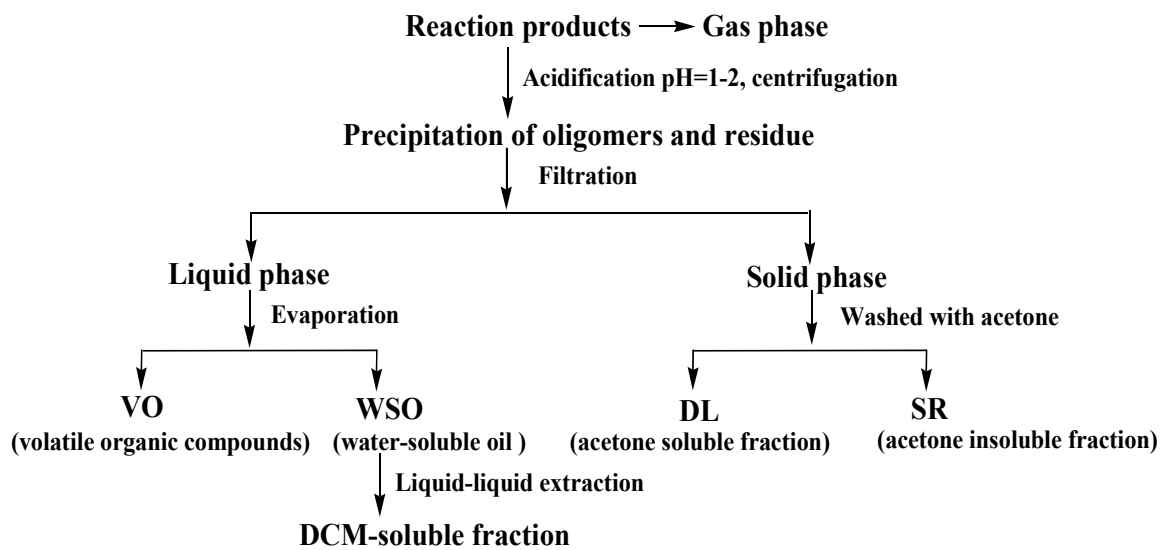 Reaction products → Gas phase
Acidification pH=1-2, centrifugation
Precipitation of oligomers and residue
Filtration
Liquid phase
Solid phase
Evaporation
Washed with acetone
VO
WSO
DL
SR
(volatile organic compounds)
(water-soluble oil )
(acetone soluble fraction)
(acetone insoluble fraction)
Liquid-liquid extraction
DCM-soluble fraction